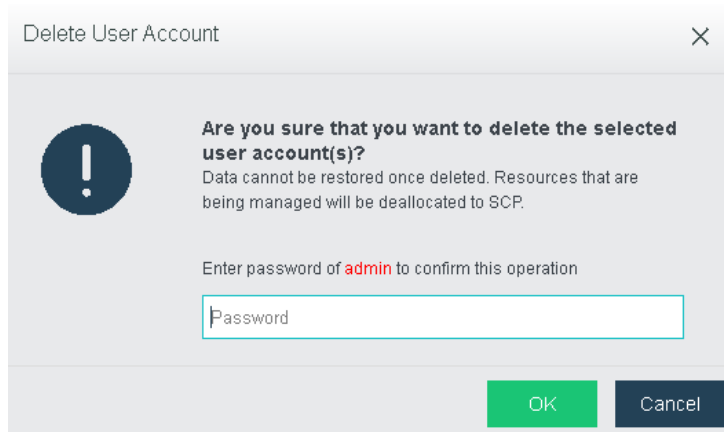 Delete User Account
Are you sure that you want to delete the selected
user account(s)?
Data cannot be restored once deleted. Resources that are
being managed will be deallocated to SCP.
Enter password of admin to confirm this operation
Password
OK
Cancel